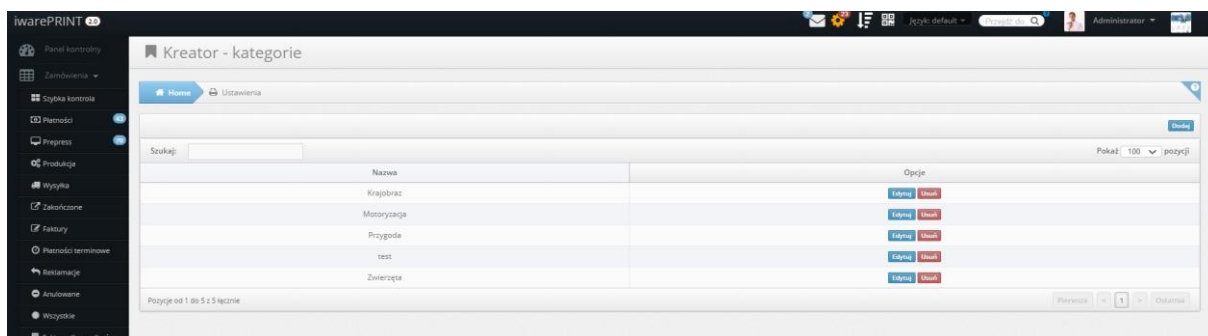 iwarePRINT 2.0
2 23 Język: default Przejdź do Administrator
Panel kontrolny
Zamówienia
Szybka kontrola
Płatności 43
Prepress 70
Produkcja
Wysyłka
Zakończone
Faktury
Płatności terminowe
Reklamacje
Anulowane
Wszystkie
Kreator - kategorie
Home Ustawienia ?
Dodaj
Szukaj: Pokaż 100 pozycji
Nazwa Opcje
Krajobraz Edytuj Usuń
Motoryzacja Edytuj Usuń
Przygoda Edytuj Usuń
test Edytuj Usuń
Zwierzęta Edytuj Usuń
Pozycje od 1 do 5 z 5 łącznie Pierwsza < 1 > Ostatnia